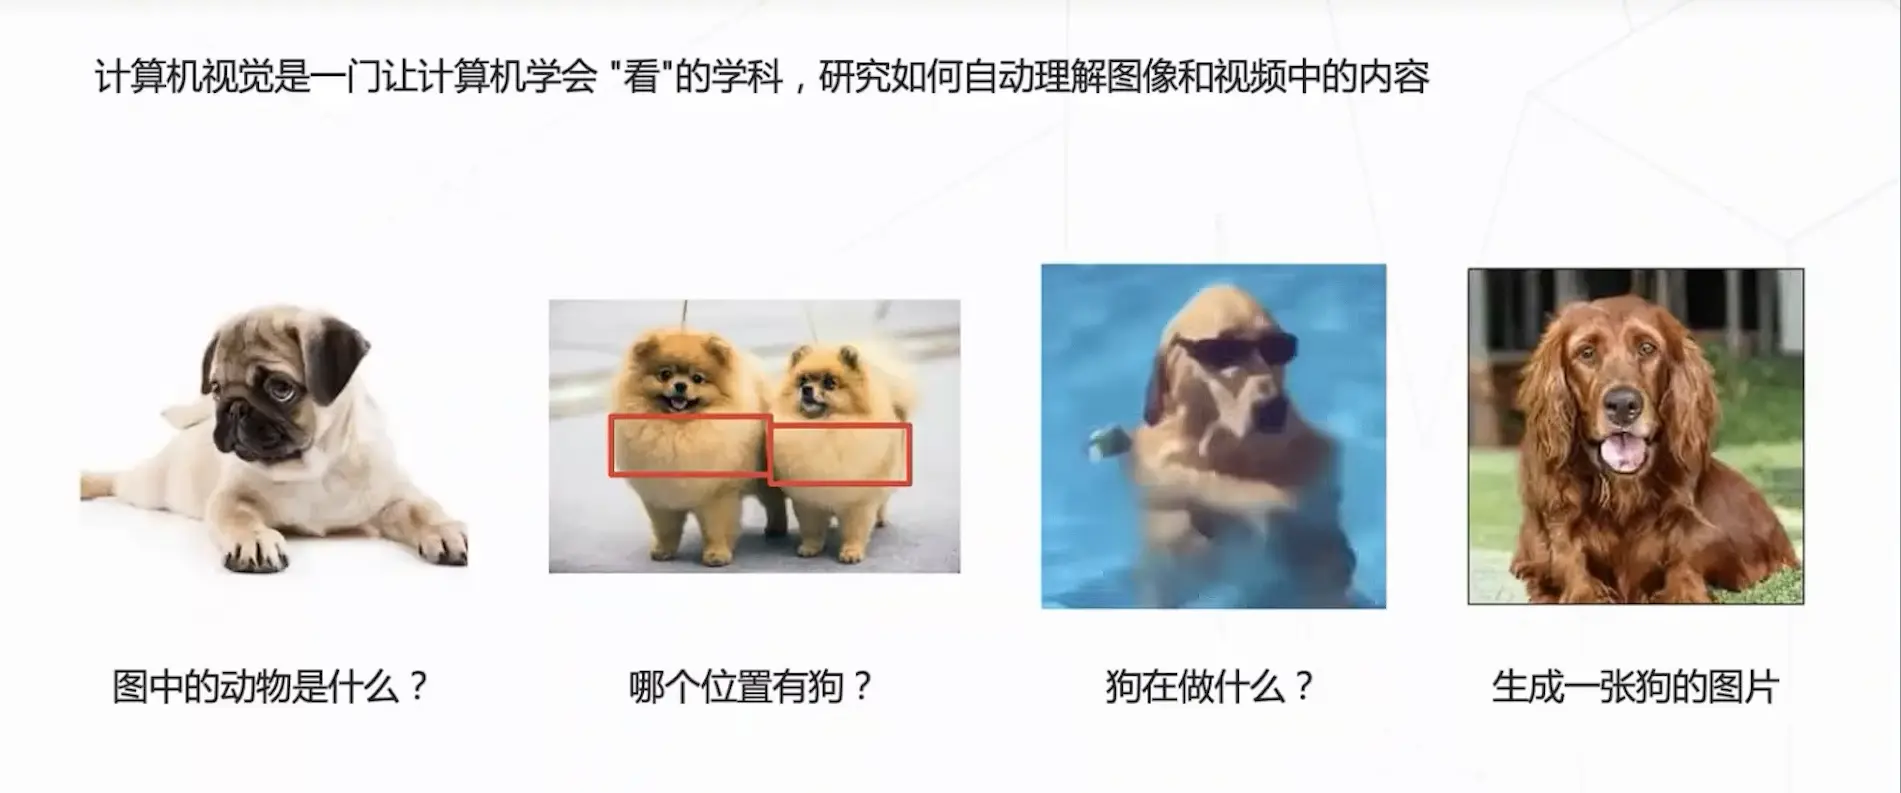 计算机视觉是一门让计算机学会 "看"的学科，研究如何自动理解图像和视频中的内容
图中的动物是什么？
哪个位置有狗？
狗在做什么？
生成一张狗的图片